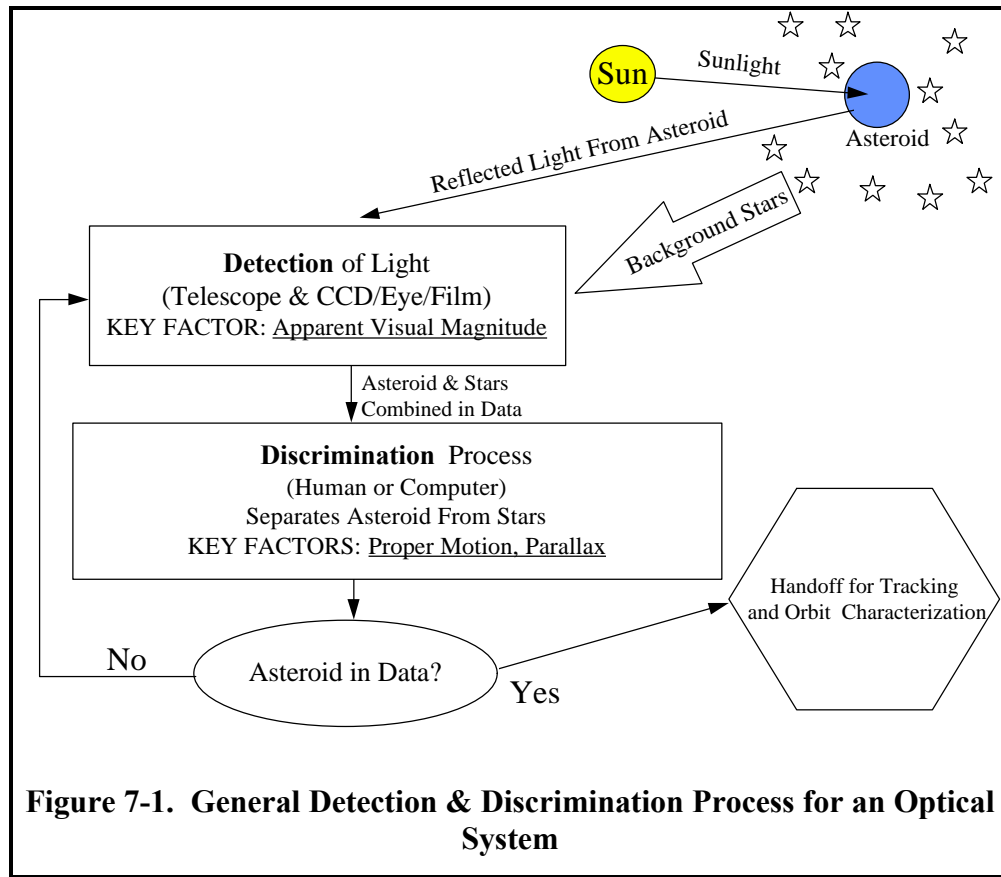 Sun
Sunlight
Asteroid
Reflected Light From Asteroid
Background Stars
Detection of Light
(Telescope & CCD/Eye/Film)
KEY FACTOR: Apparent Visual Magnitude
Asteroid & Stars
Combined in Data
Discrimination Process
(Human or Computer)
Separates Asteroid From Stars
KEY FACTORS: Proper Motion, Parallax
Handoff for Tracking
and Orbit Characterization
No
Asteroid in Data?
Yes
Figure 7-1. General Detection & Discrimination Process for an Optical
System